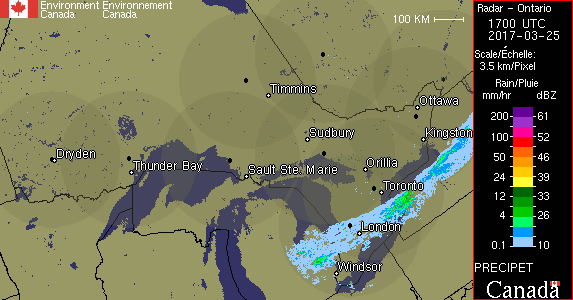 Environment Environnement
Canada Canada
100 KM
Timmins
Ottawa
Sudbury
Kingston
Dryden
Thunder Bay
Sault Ste. Marie
Orillia
Toronto
London
Windsor
Radar - Ontario
1700 UTC
2017-03-25
Scale/Échelle:
3.5 km/Pixel
Rain/Pluie
mm/hr dBZ
200 61
100 52
50 46
24 39
12 33
4 26
0.1 10
PRECIPET
Canada